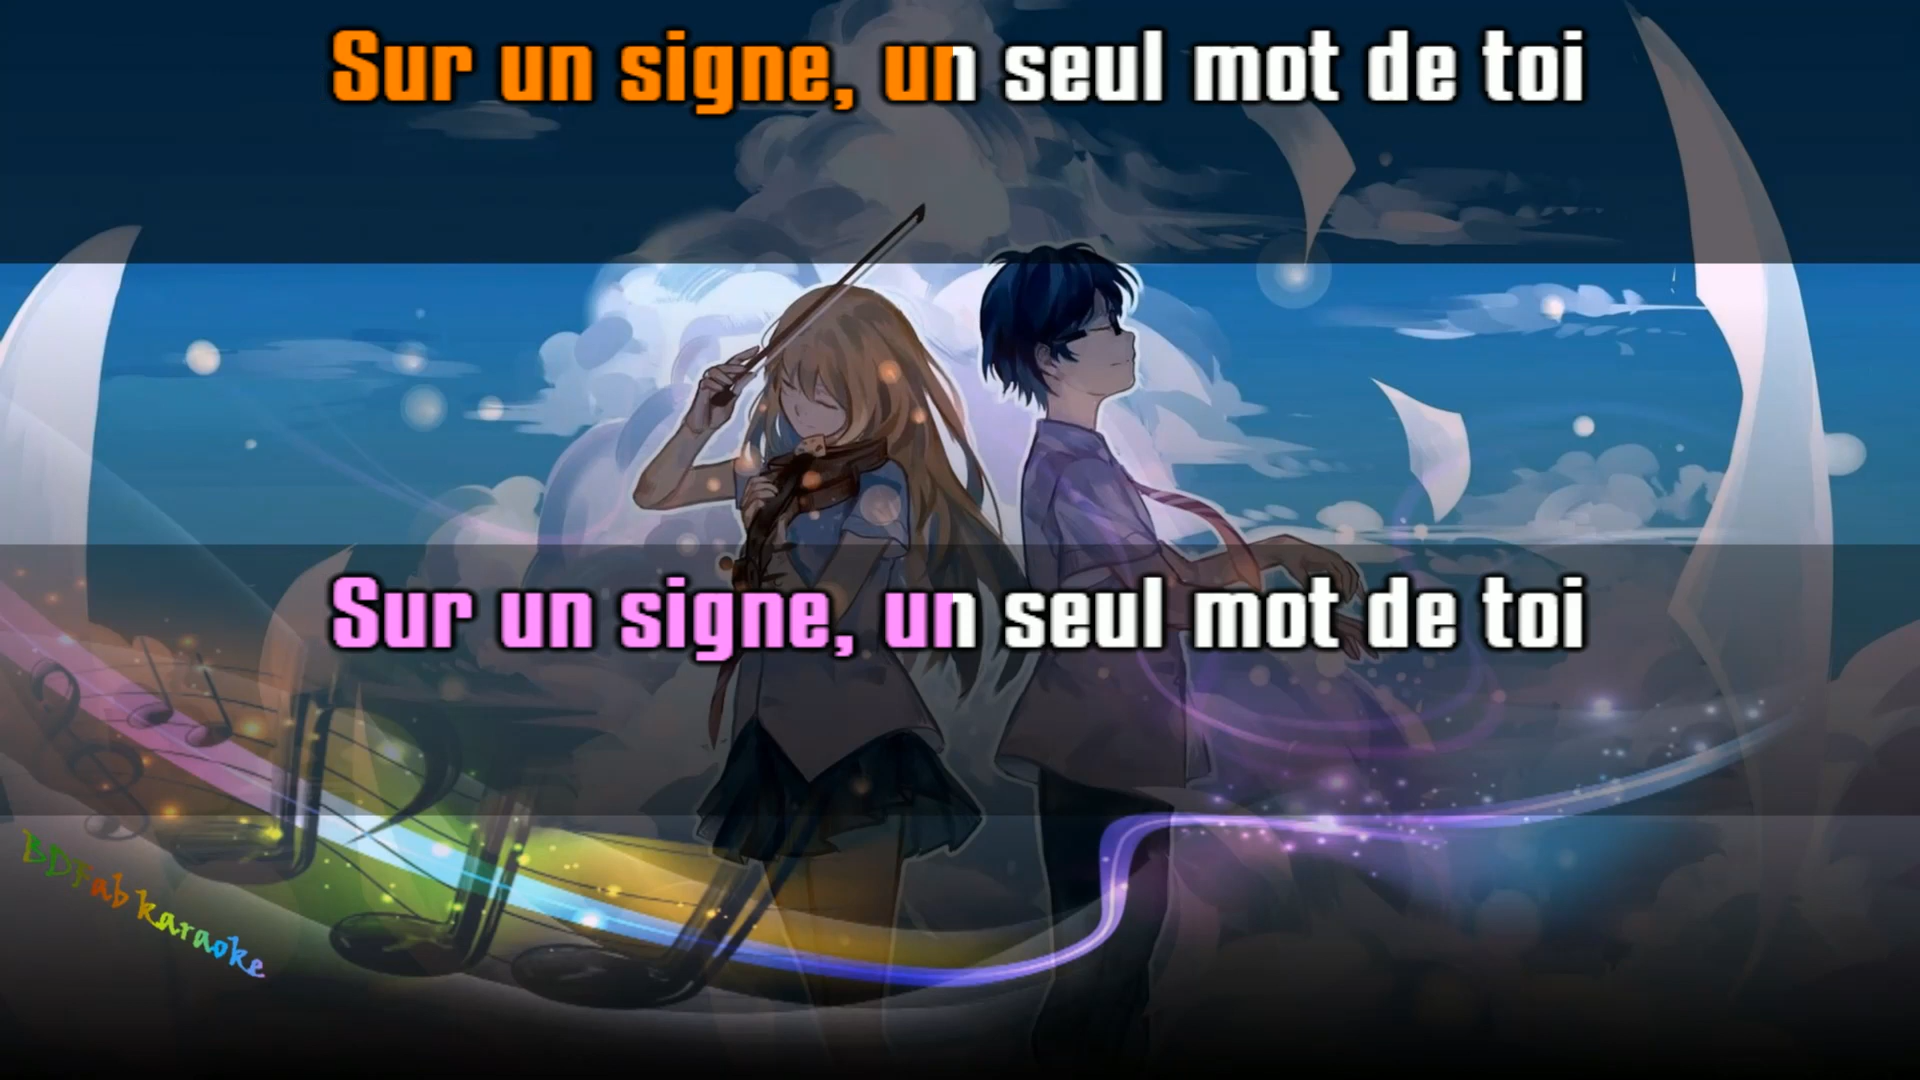 Sur un signe, un seul mot de toi
Sur un signe, un seul mot de toi
BDFab karaoke